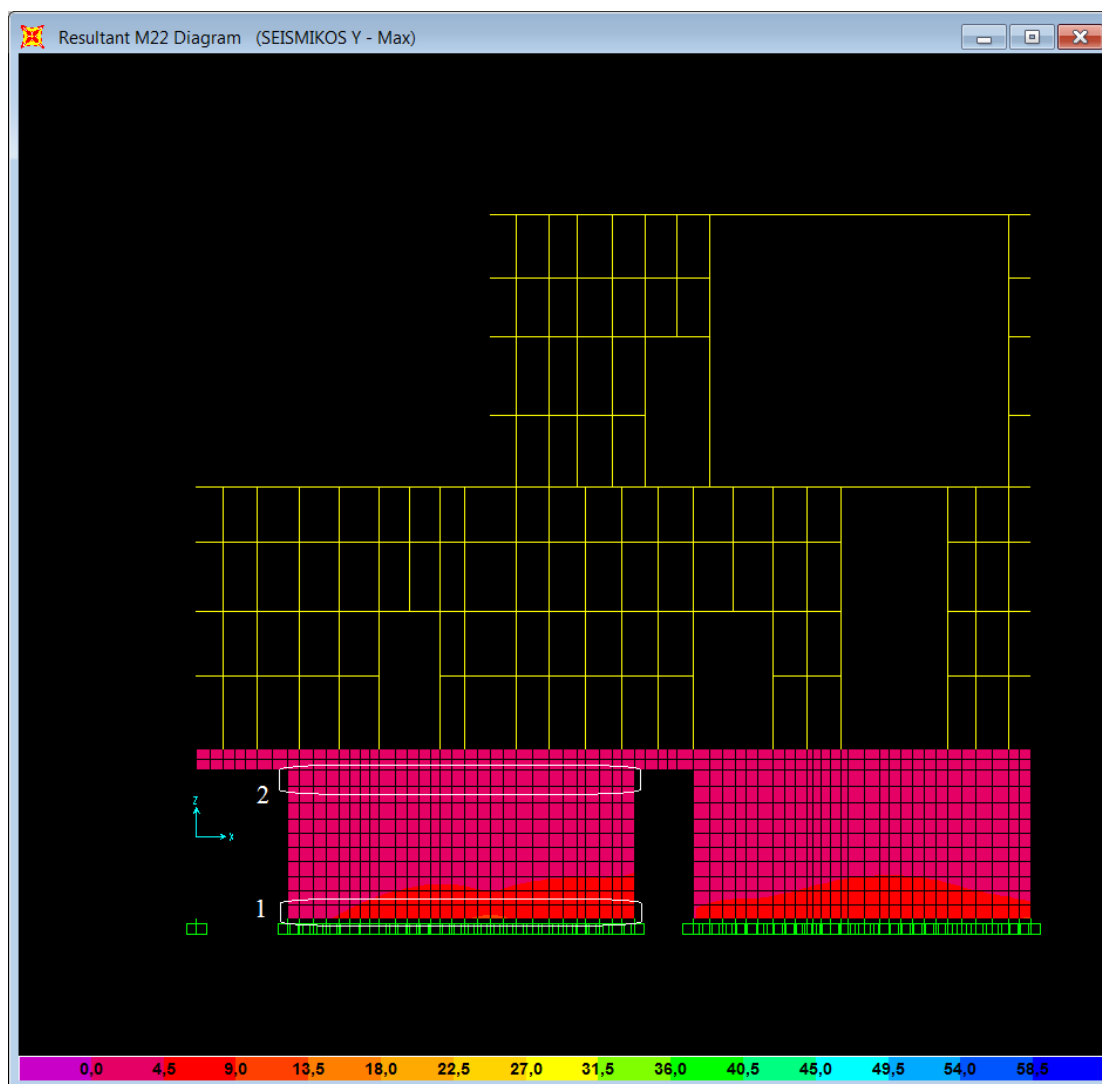 Resultant M22 Diagram (SEISMIKOS Y - Max)
2
Z
X
1
0,0 4,5 9,0 13,5 18,0 22,5 27,0 31,5 36,0 40,5 45,0 49,5 54,0 58,5